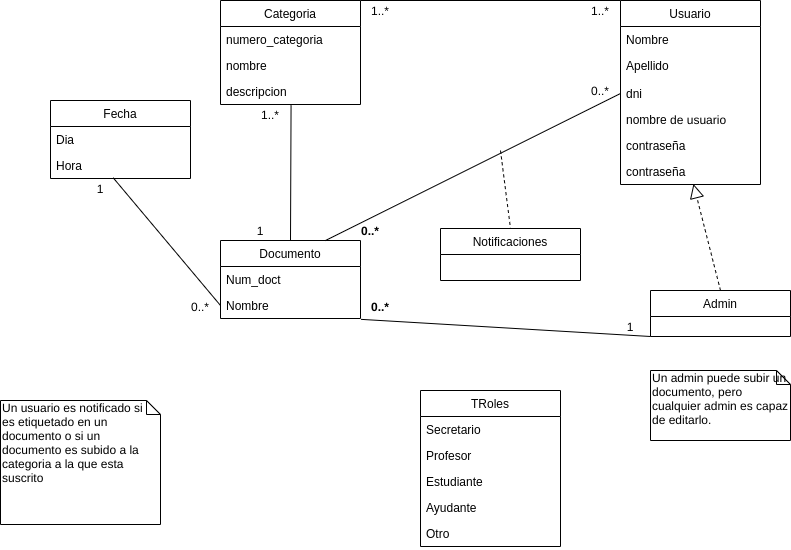 Categoria
numero_categoria
nombre
descripcion
1..*
1..*
Usuario
Nombre
Apellido
dni
nombre de usuario
contraseña
contraseña
0..*
1..*
Fecha
Dia
Hora
1
1
0..*
Documento
Num_doct
Nombre
0..*
0..*
Notificaciones
Admin
1
Un usuario es notificado si
es etiquetado en un
documento o si un
documento es subido a la
categoria a la que esta
suscrito
TRoles
Secretario
Profesor
Estudiante
Ayudante
Otro
Un admin puede subir un
documento, pero
cualquier admin es capaz
de editarlo.